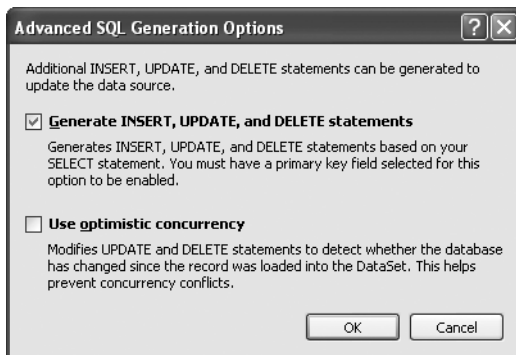 Advanced SQL Generation Options
Additional INSERT, UPDATE, and DELETE statements can be generated to
update the data source.
Generate INSERT, UPDATE, and DELETE statements
Generates INSERT, UPDATE, and DELETE statements based on your
SELECT statement. You must have a primary key field selected for this
option to be enabled.
Use optimistic concurrency
Modifies UPDATE and DELETE statements to detect whether the database
has changed since the record was loaded into the DataSet. This helps
prevent concurrency conflicts.
OK Cancel